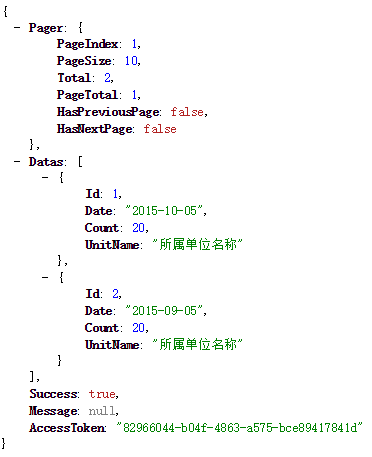 {
- Pager: {
PageIndex: 1,
PageSize: 10,
Total: 2,
PageTotal: 1,
HasPreviousPage: false,
HasNextPage: false
},
- Datas: [
- {
Id: 1,
Date: "2015-10-05",
Count: 20,
UnitName: "所属单位名称"
},
- {
Id: 2,
Date: "2015-09-05",
Count: 20,
UnitName: "所属单位名称"
}
],
Success: true,
Message: null,
AccessToken: "82966044-b04f-4863-a575-bce89417841d"
}